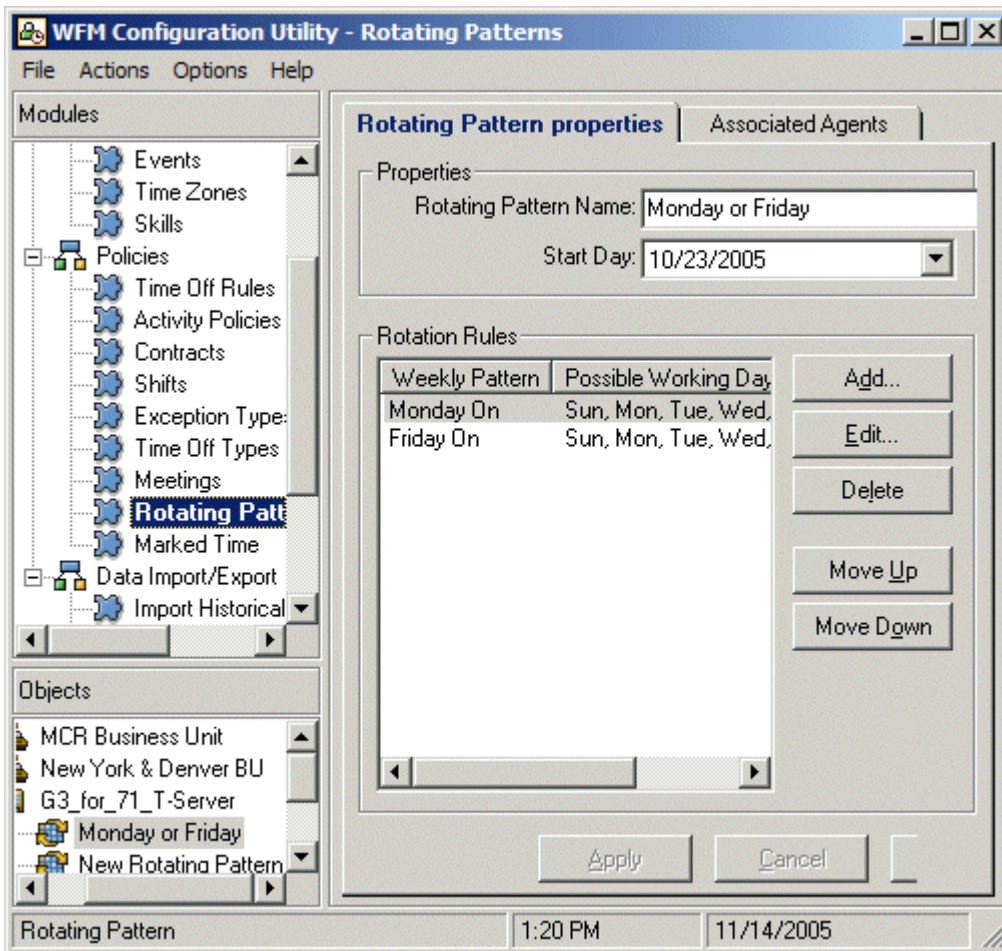 WFM Configuration Utility - Rotating Patterns
File Actions Options Help
Modules
Events
Time Zones
Skills
Policies
Time Off Rules
Activity Policies
Contracts
Shifts
Exception Type
Time Off Types
Meetings
Rotating Patt
Marked Time
Data Import/Export
Import Historical
Objects
MCR Business Unit
New York & Denver BU
G3_for_71_T-Server
Monday or Friday
New Rotating Pattern
Rotating Pattern properties Associated Agents
Properties
Rotating Pattern Name: Monday or Friday
Start Day: 10/23/2005
Rotation Rules
Weekly Pattern Possible Working Day
Monday On Sun, Mon, Tue, Wed,
Friday On Sun, Mon, Tue, Wed,
Add...
Edit...
Delete
Move Up
Move Down
Apply Cancel
Rotating Pattern 1:20 PM 11/14/2005